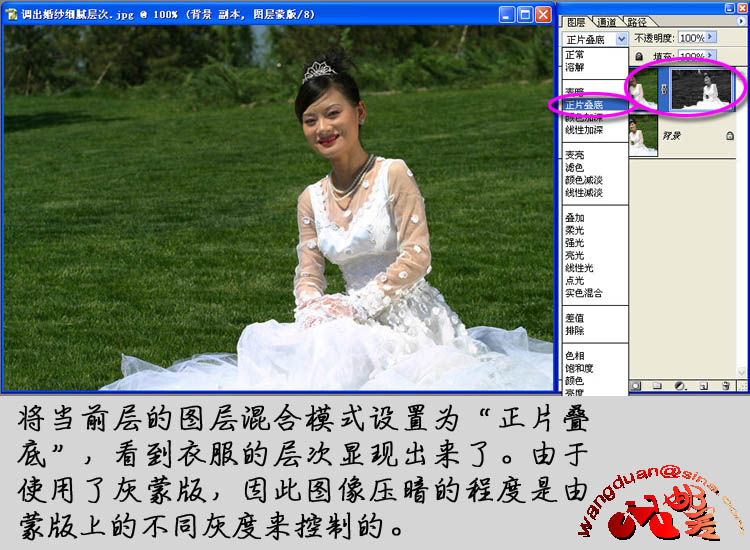 调出婚纱细腻层次.jpg @ 100% (背景 副本, 图层蒙版/8)
图层 通道 路径
正片叠底 不透明度: 100%
正常 填充: 100%
溶解
变暗
正片叠底
颜色加深
线性加深
背景
变亮
滤色
颜色减淡
线性减淡
叠加
柔光
强光
亮光
线性光
点光
实色混合
差值
排除
色相
饱和度
颜色
亮度
将当前层的图层混合模式设置为“正片叠
底”，看到衣服的层次显现出来了。由于
使用了灰蒙版，因此图像压暗的程度是由
蒙版上的不同灰度来控制的。
wangduan@sina.com